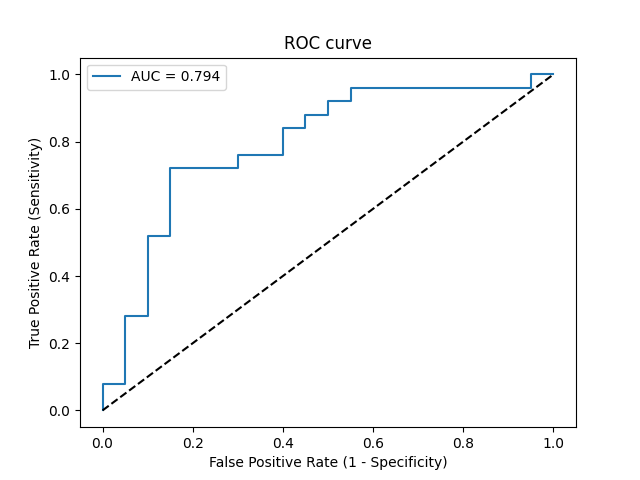 ROC curve
AUC = 0.794
True Positive Rate (Sensitivity)
1.0
0.8
0.6
0.4
0.2
0.0
0.0 0.2 0.4 0.6 0.8 1.0
False Positive Rate (1 - Specificity)